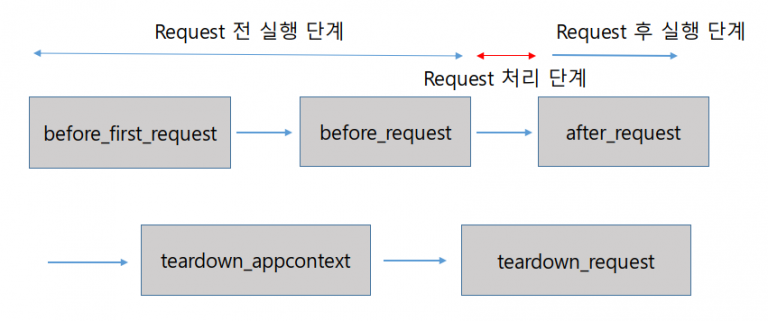 Request 전 실행 단계
Request 후 실행 단계
Request 처리 단계
before_first_request
before_request
after_request
teardown_appcontext
teardown_request